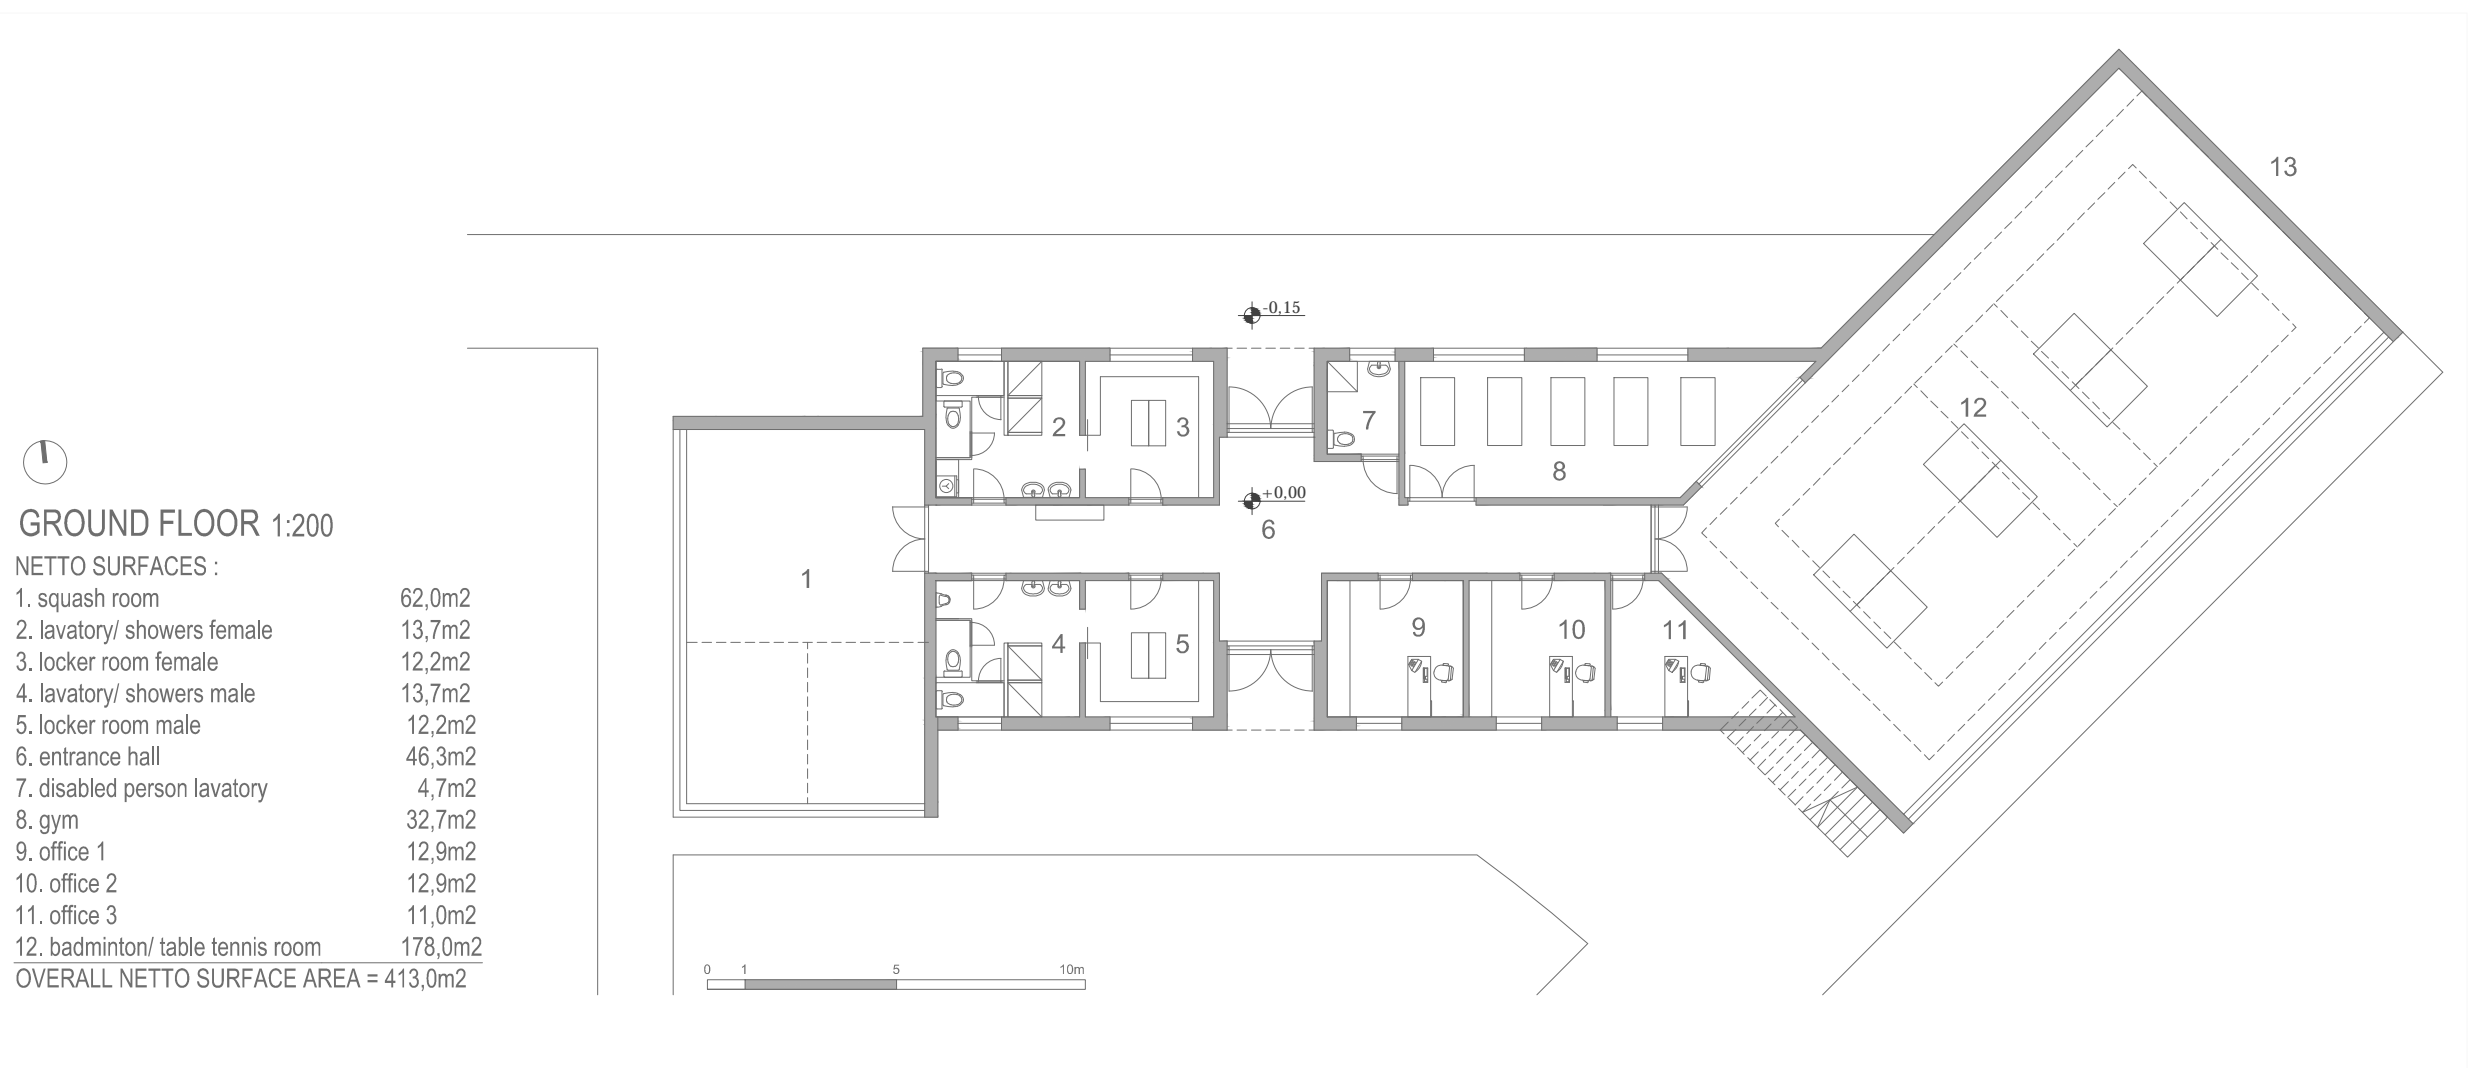 13
-0,15
12
2
3
7
8
+0,00
6
GROUND FLOOR 1:200
NETTO SURFACES :
1
1. squash room 62,0m2
2. lavatory/ showers female 13,7m2
9
10
11
4
5
3. locker room female 12,2m2
4. lavatory/ showers male 13,7m2
5. locker room male 12,2m2
6. entrance hall 46,3m2
7. disabled person lavatory 4,7m2
8. gym 32,7m2
9. office 1 12,9m2
10. office 2 12,9m2
11. office 3 11,0m2
12. badminton/ table tennis room 178,0m2
OVERALL NETTO SURFACE AREA = 413,0m2
0 1 5 10m